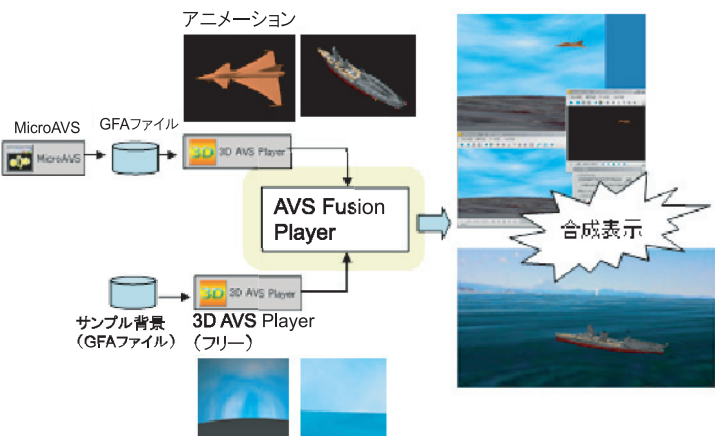 アニメーション
MicroAVS
GFAファイル
MicroAVS
3D
3D AVS Player
AVS Fusion
Player
合成表示
3D
3D AVS Player
サンプル背景
（GFAファイル）
3D AVS Player
（フリー）